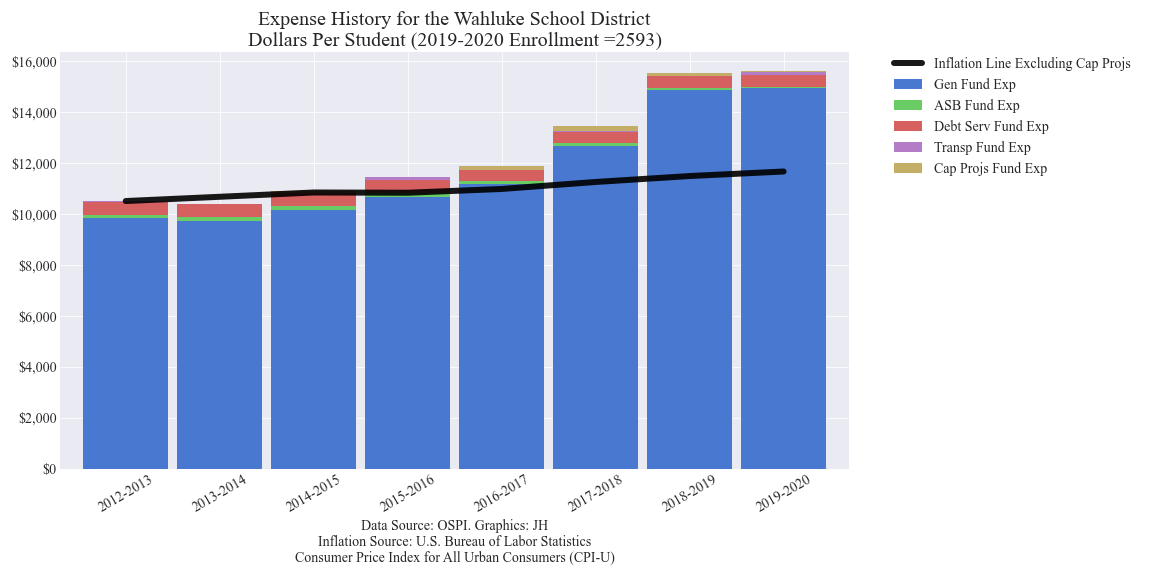 Expense History for the Wahluke School District
Dollars Per Student (2019-2020 Enrollment =2593)
$16,000
$14,000
$12,000
$10,000
$8,000
$6,000
$4,000
$2,000
$0
Inflation Line Excluding Cap Projs
Gen Fund Exp
ASB Fund Exp
Debt Serv Fund Exp
Transp Fund Exp
Cap Projs Fund Exp
2012-2013
2013-2014
2014-2015
2015-2016
2016-2017
2017-2018
2018-2019
2019-2020
Data Source: OSPI. Graphics: JH
Inflation Source: U.S. Bureau of Labor Statistics
Consumer Price Index for All Urban Consumers (CPI-U)